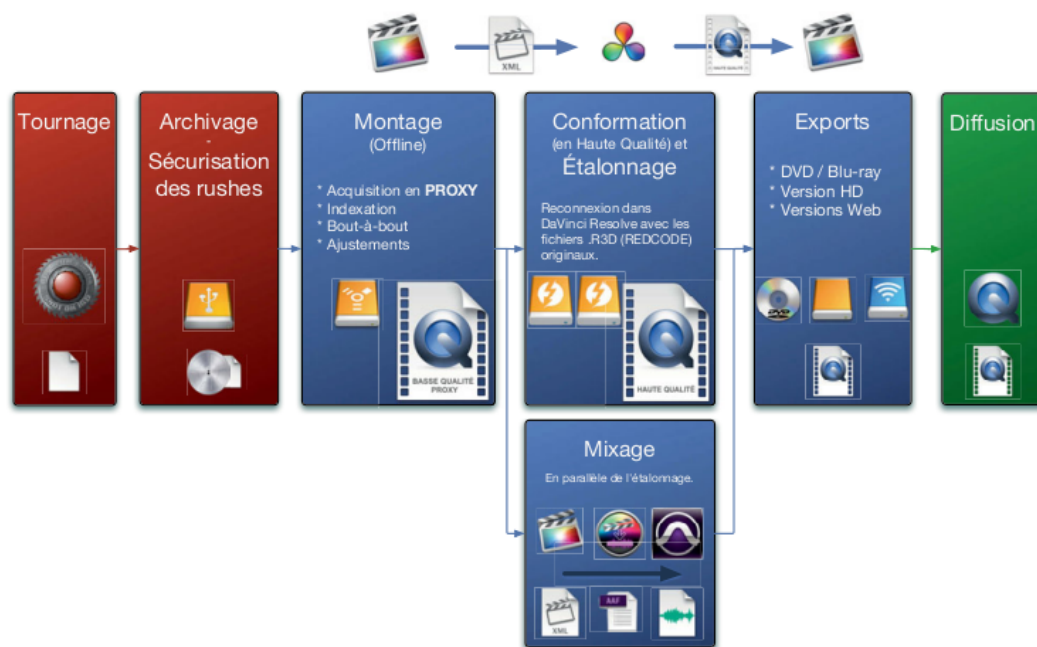 XML
HAUTE QUALITÉ
Tournage
Archivage
-
Sécurisation
des rushes
Montage
(Offline)
* Acquisition en PROXY
* Indexation
* Bout-à-bout
* Ajustements
BASSE QUALITÉ
PROXY
Conformation
(en Haute Qualité) et
Étalonnage
Reconnexion dans
DaVinci Resolve avec les
fichiers .R3D (REDCODE)
originaux.
HAUTE QUALITÉ
Mixage
En parallèle de l'étalonnage.
XML
AAF
Exports
* DVD / Blu-ray
* Version HD
* Versions Web
DVD
Diffusion